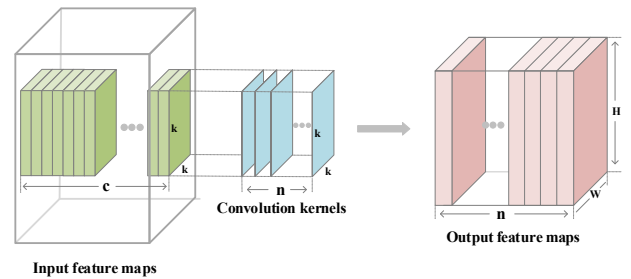 k
k
c
Input feature maps
k
k
n
Convolution kernels
H
W
n
Output feature maps